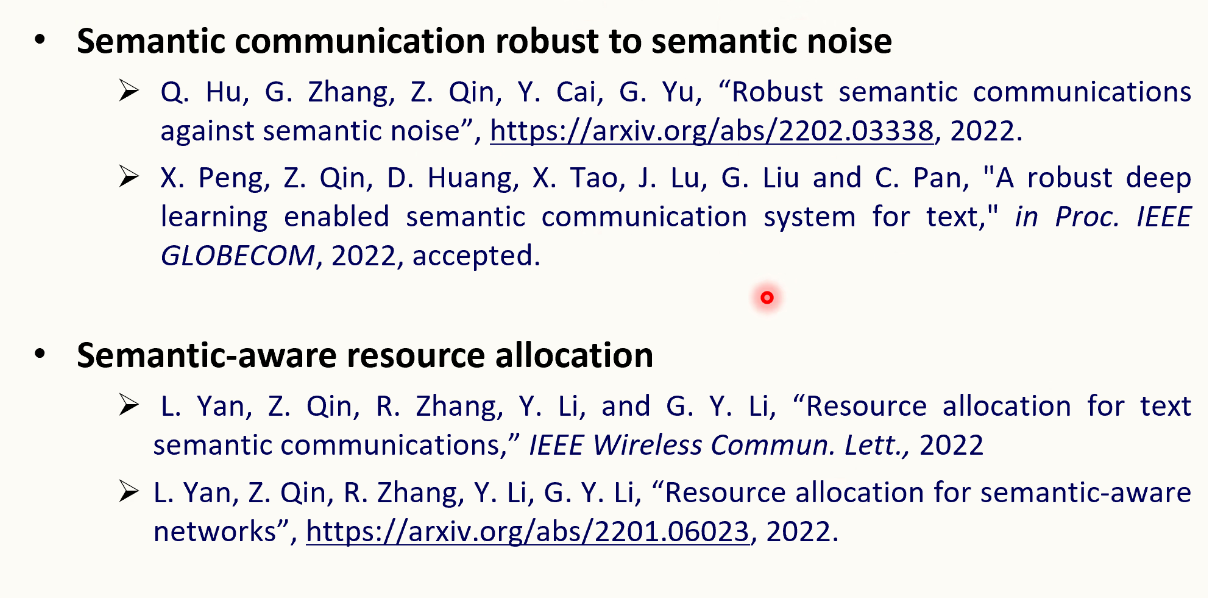 • Semantic communication robust to semantic noise
➢ Q. Hu, G. Zhang, Z. Qin, Y. Cai, G. Yu, “Robust semantic communications
against semantic noise”, https://arxiv.org/abs/2202.03338, 2022.
➢ X. Peng, Z. Qin, D. Huang, X. Tao, J. Lu, G. Liu and C. Pan, "A robust deep
learning enabled semantic communication system for text," in Proc. IEEE
GLOBECOM, 2022, accepted.
• Semantic-aware resource allocation
➢ L. Yan, Z. Qin, R. Zhang, Y. Li, and G. Y. Li, “Resource allocation for text
semantic communications,” IEEE Wireless Commun. Lett., 2022
➢ L. Yan, Z. Qin, R. Zhang, Y. Li, G. Y. Li, “Resource allocation for semantic-aware
networks”, https://arxiv.org/abs/2201.06023, 2022.